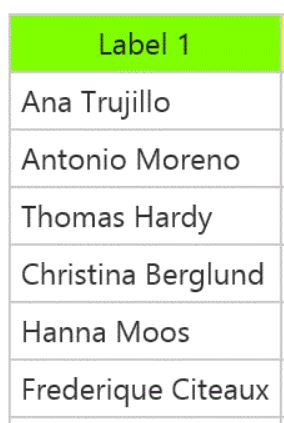 Label 1
Ana Trujillo
Antonio Moreno
Thomas Hardy
Christina Berglund
Hanna Moos
Frederique Citeaux